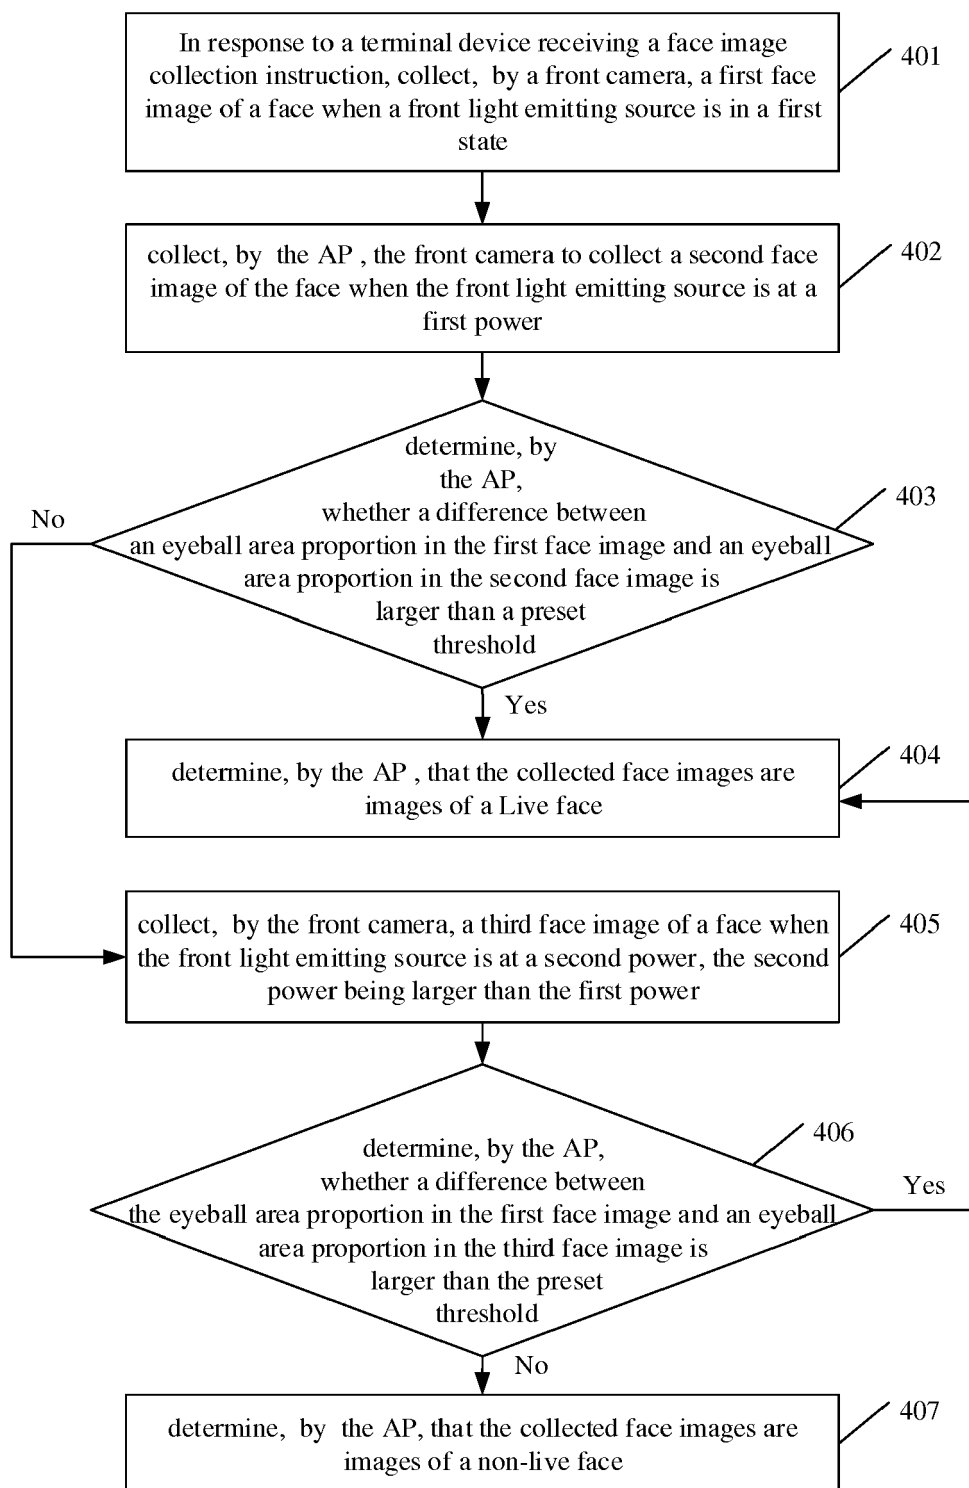 In response to a terminal device receiving a face image
collection instruction, collect, by a front camera, a first face
image of a face when a front light emitting source is in a first
state
401
collect, by the AP , the front camera to collect a second face
image of the face when the front light emitting source is at a
first power
402
determine, by
the AP,
whether a difference between
an eyeball area proportion in the first face image and an eyeball
area proportion in the second face image is
larger than a preset
threshold
403
No
Yes
determine, by the AP , that the collected face images are
images of a Live face
404
collect, by the front camera, a third face image of a face when
the front light emitting source is at a second power, the second
power being larger than the first power
405
determine, by the AP,
whether a difference between
the eyeball area proportion in the first face image and an eyeball
area proportion in the third face image is
larger than the preset
threshold
406
Yes
No
determine, by the AP, that the collected face images are
images of a non-live face
407